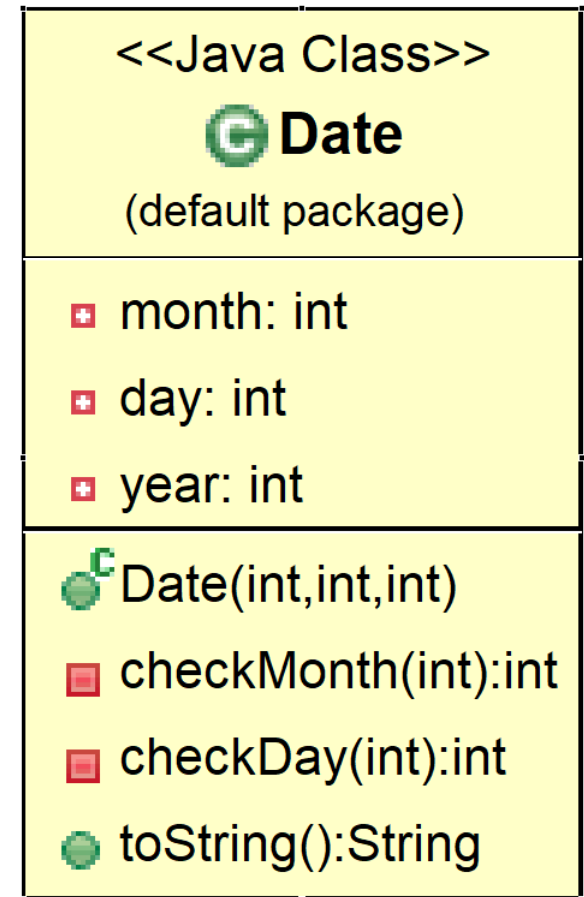 <<Java Class>>
C Date
(default package)
month: int
day: int
year: int
C Date(int,int,int)
checkMonth(int):int
checkDay(int):int
toString():String